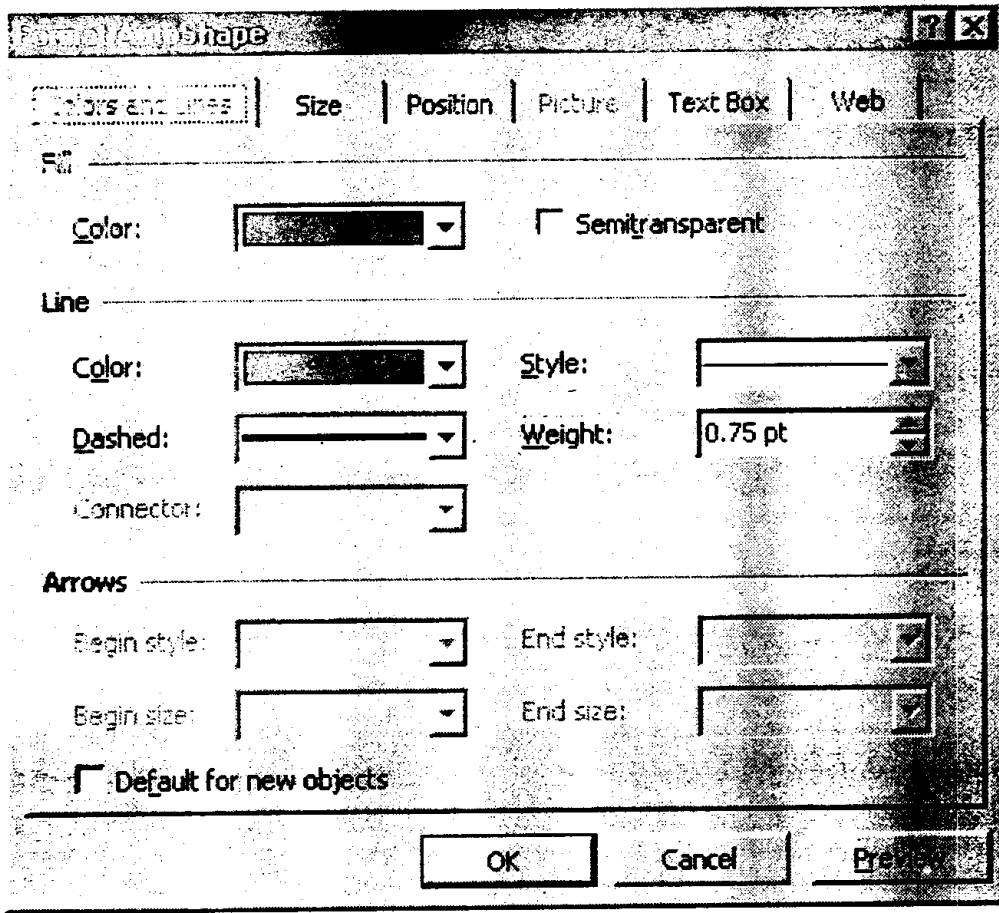 Format AutoShape
Colors and Lines Size Position Picture Text Box Web
Fill
Color: Semitransparent
Line
Color: Style:
Dashed: Weight: 0.75 pt
Connector:
Arrows
Begin style: End style:
Begin size: End size:
Default for new objects
OK Cancel Preview